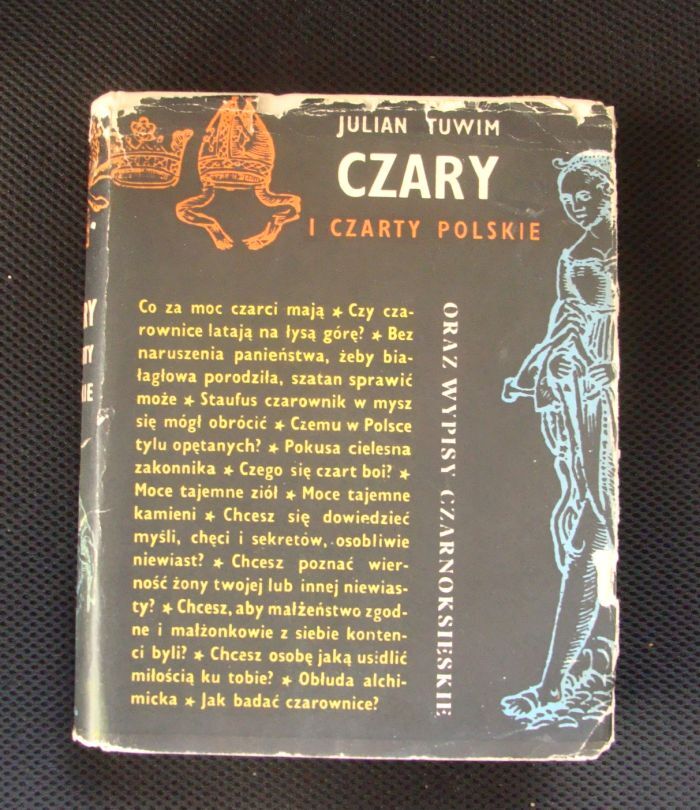 JULIAN TUWIM
CZARY
I CZARTY POLSKIE
Co za moc czarci mają ★ Czy cza-
rownice latają na łysą górę? ★ Bez
naruszenia panieństwa, żeby bia-
łagłowa porodziła, szatan sprawić
może ★ Staufus czarownik w mysz
się mógł obrócić ★ Czemu w Polsce
tylu opętanych? ★ Pokusa cielesna
zakonnika ★ Czego się czart boi? ★
Moce tajemne ziół ★ Moce tajemne
kamieni ★ Chcesz się dowiedzieć
myśli, chęci i sekretów, osobliwie
niewiast? ★ Chcesz poznać wier-
ność żony twojej lub innej niewias-
ty? ★ Chcesz, aby małżeństwo zgod-
ne i małżonkowie z siebie konten-
ci byli? ★ Chcesz osobę jaką usidlić
miłością ku tobie? ★ Obłuda alchi-
micka ★ Jak badać czarownice?
ORAZ WYPISY CZARNOKSIĘSKIE
RY
TY
KIE